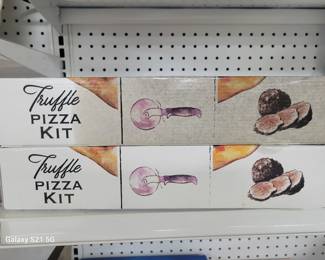 Truffle
PIZZA
KIT
Truffle
PIZZA
KIT
Galaxy S21 5G